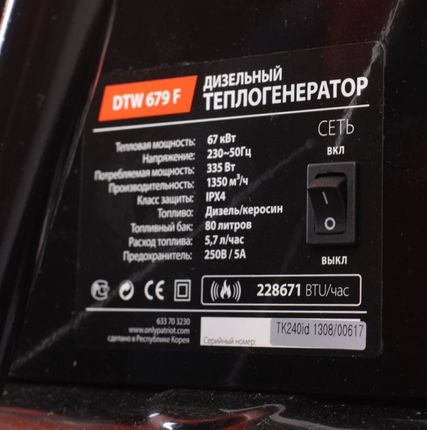 DTW 679 F
ДИЗЕЛЬНЫЙ
ТЕПЛОГЕНЕРАТОР
Тепловая мощность: 67 кВт
Напряжение: 230~50Гц
Потребляемая мощность: 335 Вт
Производительность: 1350 м³/ч
Класс защиты: IPX4
Топливо: Дизель/керосин
Топливный бак: 80 литров
Расход топлива: 5,7 л/час
Предохранитель: 250В / 5А
СЕТЬ
ВКЛ
ВЫКЛ
CE
228671 BTU/час
633 70 3230
www.onlypatriot.com
сделано в Республике Корея
Серийный номер:
TK240id 1308/00617